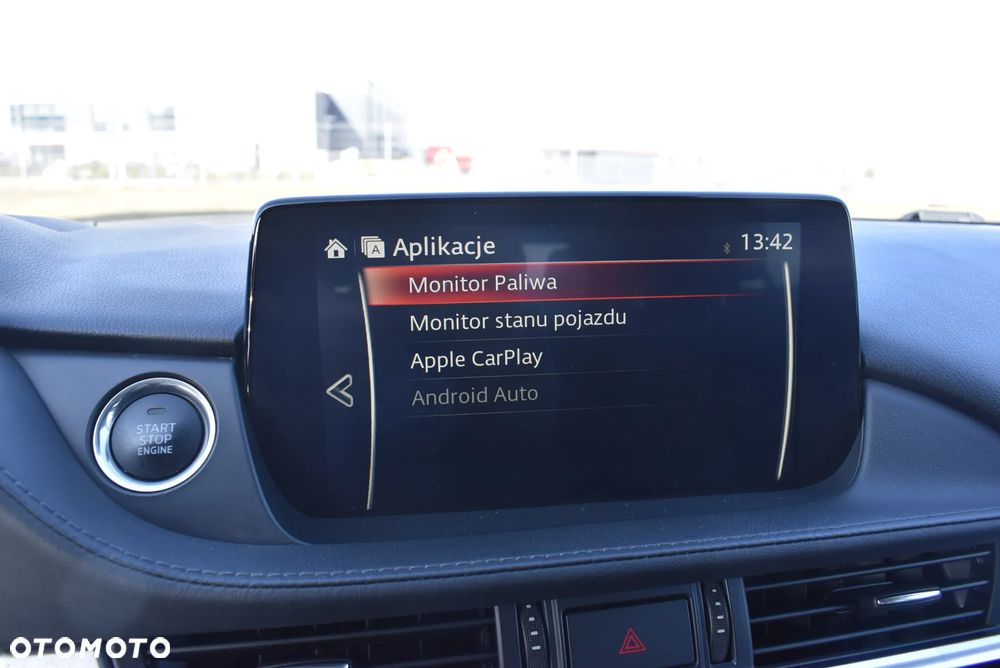 A Aplikacje 13:42
Monitor Paliwa
Monitor stanu pojazdu
Apple CarPlay
Android Auto
START
STOP
ENGINE
OTOMOTO